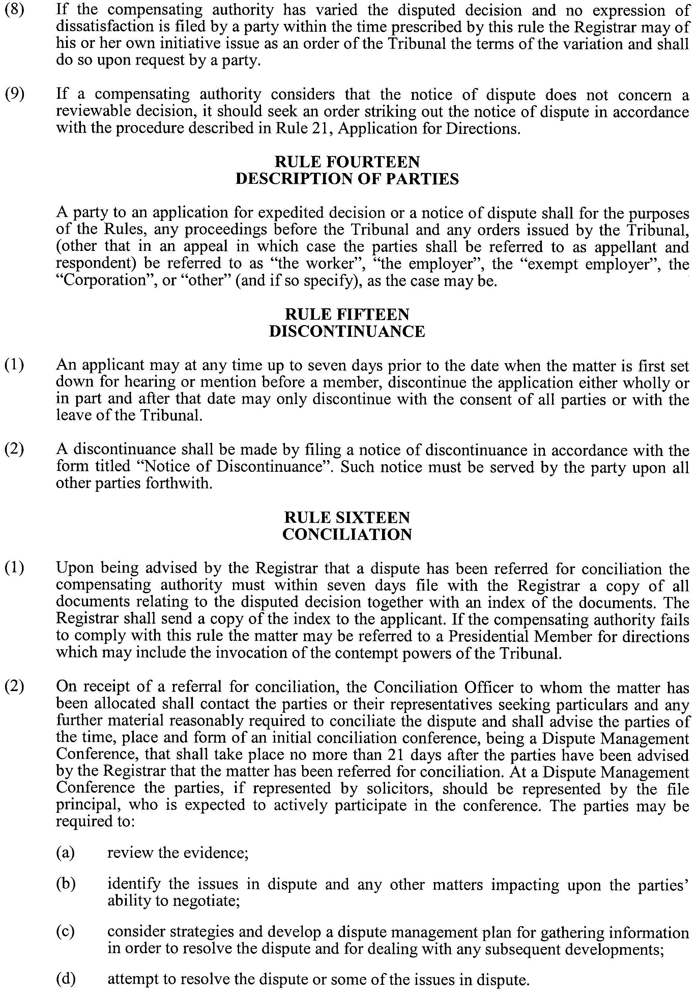 (8) If the compensating authority has varied the disputed decision and no expression of
dissatisfaction is filed by a party within the time prescribed by this rule the Registrar may of
his or her own initiative issue as an order of the Tribunal the terms of the variation and shall
do so upon request by a party.
(9) If a compensating authority considers that the notice of dispute does not concern a
reviewable decision, it should seek an order striking out the notice of dispute in accordance
with the procedure described in Rule 21, Application for Directions.
RULE FOURTEEN
DESCRIPTION OF PARTIES
A party to an application for expedited decision or a notice of dispute shall for the purposes
of the Rules, any proceedings before the Tribunal and any orders issued by the Tribunal,
(other that in an appeal in which case the parties shall be referred to as appellant and
respondent) be referred to as “the worker”, “the employer”, the “exempt employer”, the
“Corporation”, or “other” (and if so specify), as the case may be.
RULE FIFTEEN
DISCONTINUANCE
(1) An applicant may at any time up to seven days prior to the date when the matter is first set
down for hearing or mention before a member, discontinue the application either wholly or
in part and after that date may only discontinue with the consent of all parties or with the
leave of the Tribunal.
(2) A discontinuance shall be made by filing a notice of discontinuance in accordance with the
form titled “Notice of Discontinuance”. Such notice must be served by the party upon all
other parties forthwith.
RULE SIXTEEN
CONCILIATION
(1) Upon being advised by the Registrar that a dispute has been referred for conciliation the
compensating authority must within seven days file with the Registrar a copy of all
documents relating to the disputed decision together with an index of the documents. The
Registrar shall send a copy of the index to the applicant. If the compensating authority fails
to comply with this rule the matter may be referred to a Presidential Member for directions
which may include the invocation of the contempt powers of the Tribunal.
(2) On receipt of a referral for conciliation, the Conciliation Officer to whom the matter has
been allocated shall contact the parties or their representatives seeking particulars and any
further material reasonably required to conciliate the dispute and shall advise the parties of
the time, place and form of an initial conciliation conference, being a Dispute Management
Conference, that shall take place no more than 21 days after the parties have been advised
by the Registrar that the matter has been referred for conciliation. At a Dispute Management
Conference the parties, if represented by solicitors, should be represented by the file
principal, who is expected to actively participate in the conference. The parties may be
required to:
(a) review the evidence;
(b) identify the issues in dispute and any other matters impacting upon the parties’
ability to negotiate;
(c) consider strategies and develop a dispute management plan for gathering information
in order to resolve the dispute and for dealing with any subsequent developments;
(d) attempt to resolve the dispute or some of the issues in dispute.